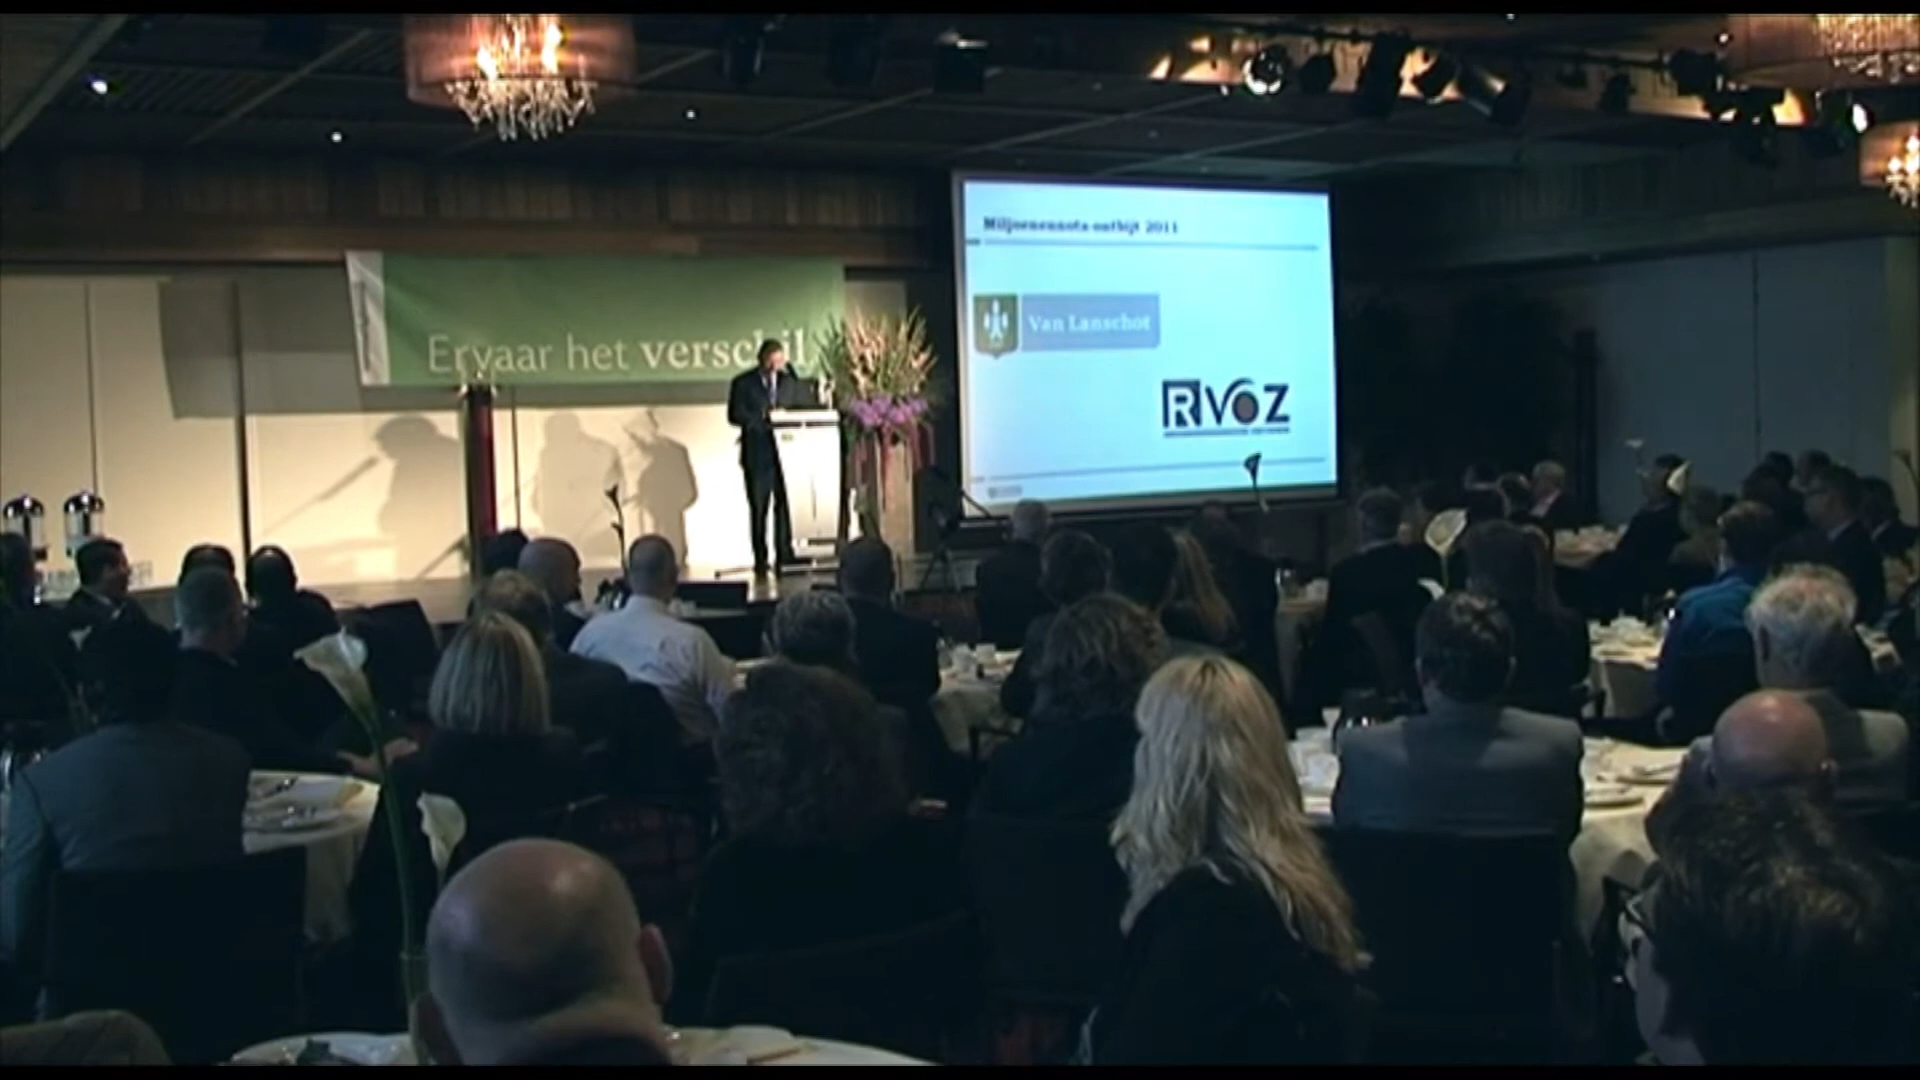 Miljoenennota-ontbijt 2011
Ervaar het verschil.
Van Lanschot
RVOZ